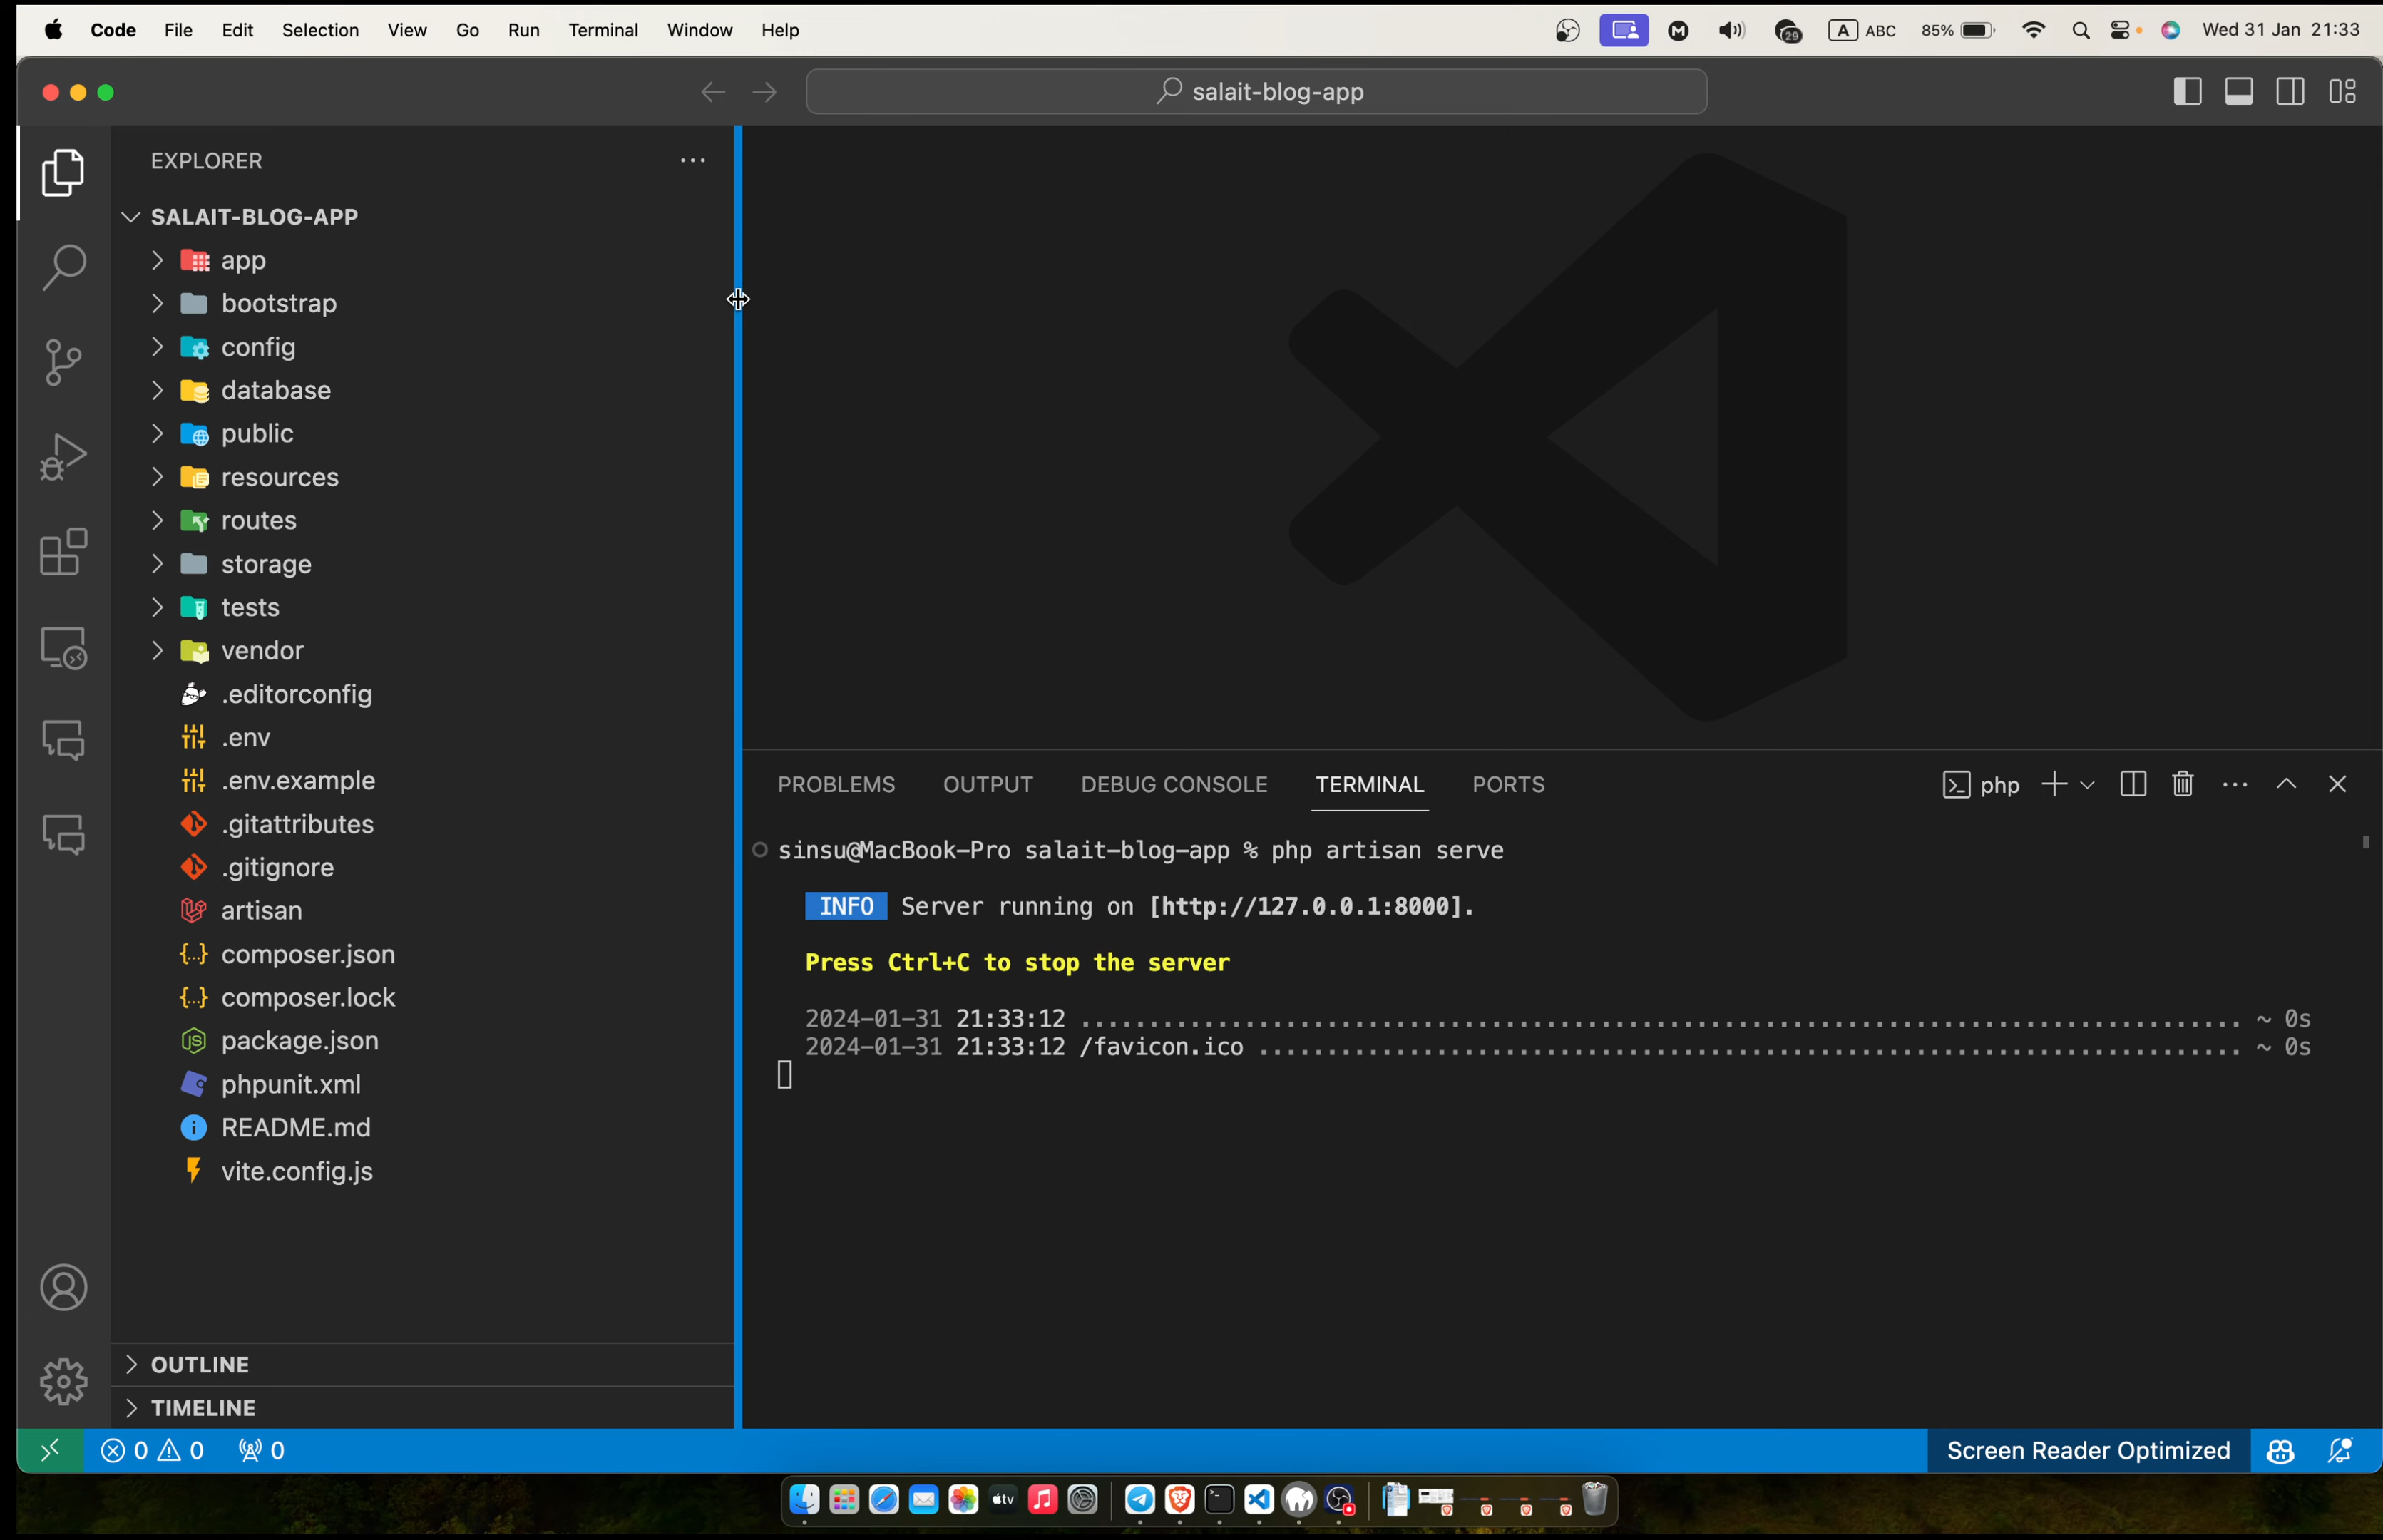 Code File Edit Selection View Go Run Terminal Window Help 29 A ABC 85% Wed 31 Jan 21:33
salait-blog-app
EXPLORER
SALAIT-BLOG-APP
app
bootstrap
config
database
public
resources
routes
storage
tests
vendor
.editorconfig
.env
.env.example
.gitattributes
.gitignore
artisan
composer.json
composer.lock
package.json
phpunit.xml
README.md
vite.config.js
OUTLINE
TIMELINE
PROBLEMS OUTPUT DEBUG CONSOLE TERMINAL PORTS php
sinsu@MacBook-Pro salait-blog-app % php artisan serve
INFO Server running on [http://127.0.0.1:8000].
Press Ctrl+C to stop the server
2024-01-31 21:33:12 ..................................................................................... ~ 0s
2024-01-31 21:33:12 /favicon.ico ........................................................................ ~ 0s
0 0 0 Screen Reader Optimized
tv